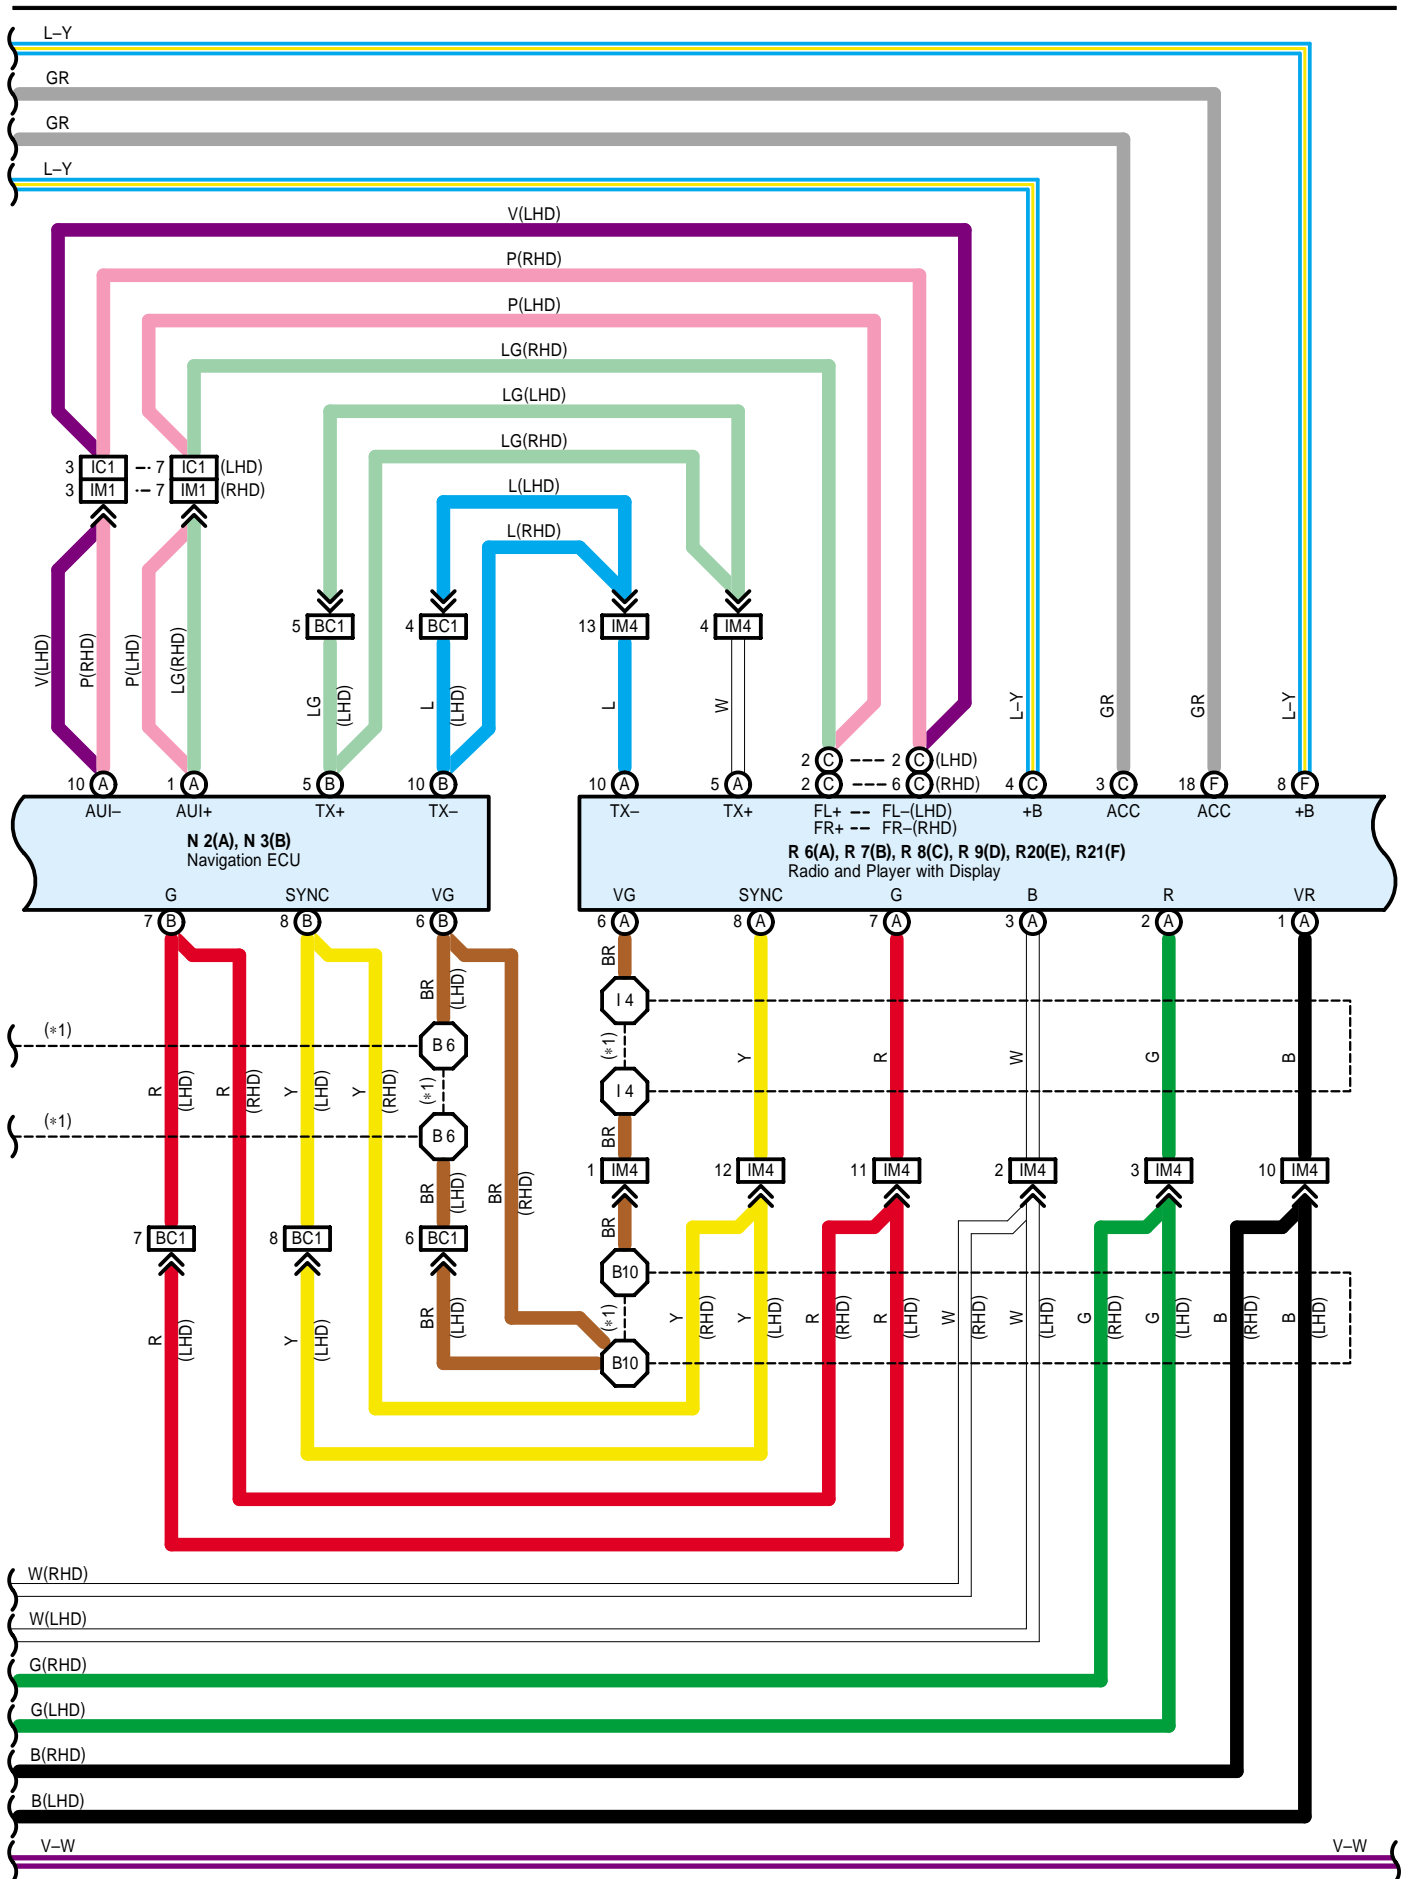 L–Y
GR
GR
L–Y
V(LHD)
P(RHD)
P(LHD)
LG(RHD)
LG(LHD)
LG(RHD)
L(LHD)
L(RHD)
3 IC1 7 IC1 (LHD)
3 IM1 7 IM1 (RHD)
5 BC1 4 BC1 13 IM4 4 IM4
V(LHD) P(RHD) P(LHD) LG(RHD) LG (LHD) L (LHD) L W L–Y GR GR L–Y
2 C 2 C (LHD)
10 A 1 A 5 B 10 B 10 A 5 A 2 C 6 C (RHD) 4 C 3 C 18 F 8 F
AUI– AUI+ TX+ TX– TX– TX+ FL+ FL–(LHD) +B ACC ACC +B
FR+ FR–(RHD)
N 2(A), N 3(B)
Navigation ECU
R 6(A), R 7(B), R 8(C), R 9(D), R20(E), R21(F)
Radio and Player with Display
G SYNC VG VG SYNC G B R VR
7 B 8 B 6 B 6 A 8 A 7 A 3 A 2 A 1 A
BR (LHD) BR
I 4
(∗1) B 6 (∗1)
R (LHD) R (RHD) Y (LHD) Y (RHD) (∗1) Y R W G B
I 4
(∗1) B 6
BR
1 IM4 12 IM4 11 IM4 2 IM4 3 IM4 10 IM4
BR (LHD) BR (RHD)
7 BC1 8 BC1 6 BC1 BR
B10
R (LHD) Y (LHD) BR (LHD) (∗1) Y (RHD) Y (LHD) R (RHD) R (LHD) W (RHD) W (LHD) G (RHD) G (LHD) B (RHD) B (LHD)
B10
W(RHD)
W(LHD)
G(RHD)
G(LHD)
B(RHD)
B(LHD)
V–W V–W